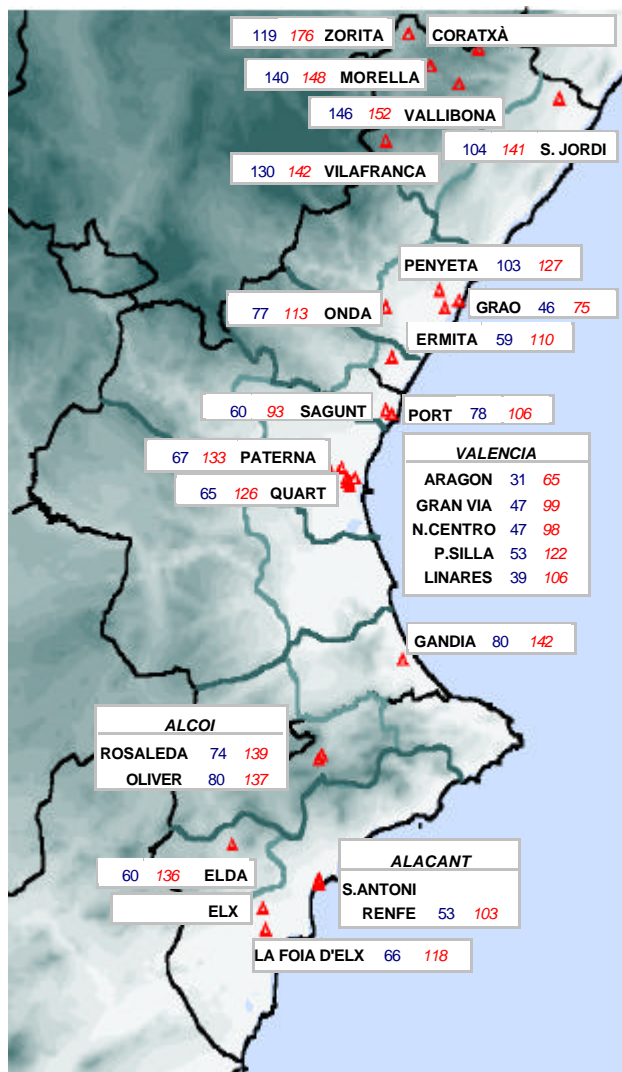 119 176 ZORITA
CORATXÀ
140 148 MORELLA
146 152 VALLIBONA
104 141 S. JORDI
130 142 VILAFRANCA
PENYETA 103 127
77 113 ONDA
GRAO 46 75
ERMITA 59 110
60 93 SAGUNT
PORT 78 106
67 133 PATERNA
65 126 QUART
VALENCIA
ARAGON 31 65
GRAN VIA 47 99
N.CENTRO 47 98
P.SILLA 53 122
LINARES 39 106
GANDIA 80 142
ALCOI
ROSALEDA 74 139
OLIVER 80 137
60 136 ELDA
ELX
ALACANT
S.ANTONI
RENFE 53 103
LA FOIA D'ELX 66 118